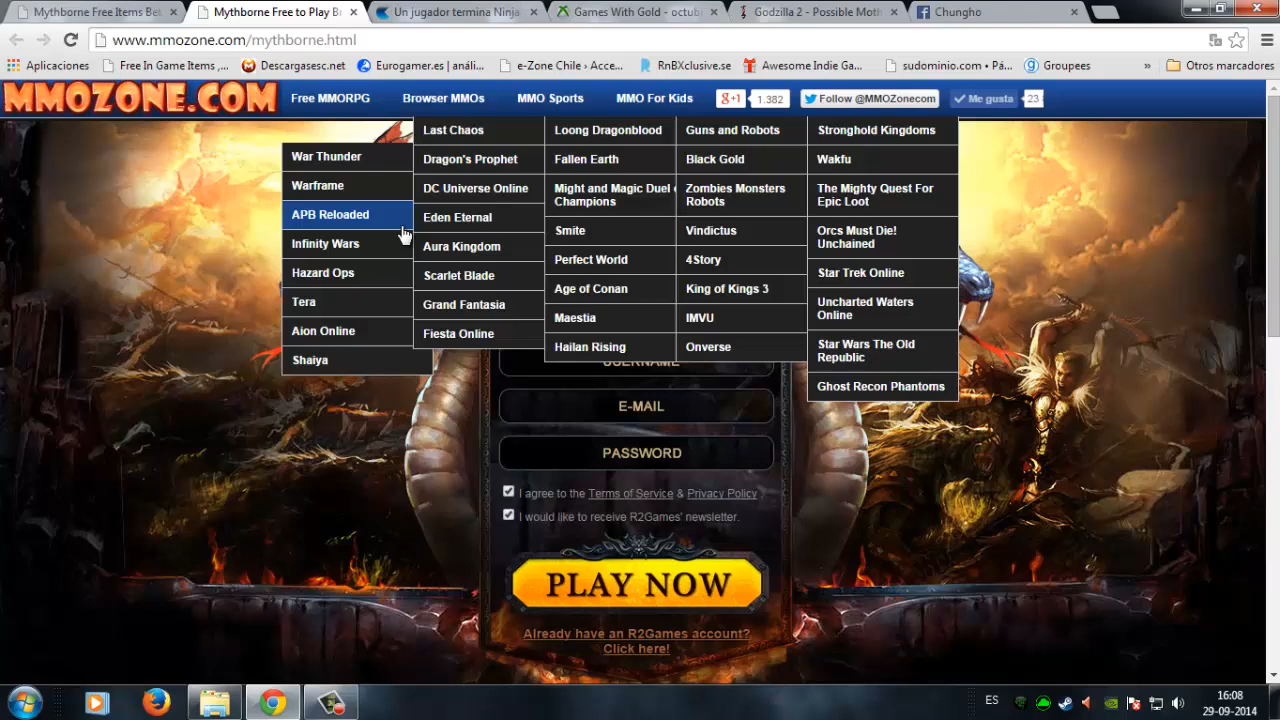 Mythborne Free Items Bet
Mythborne Free to Play Br
Un jugador termina Ninja
Games With Gold - octub
Godzilla 2 - Possible Moth
Chungho
www.mmozone.com/mythborne.html
Aplicaciones
Free In Game Items ,...
Descargasesc.net
Eurogamer.es | anál...
e-Zone Chile › Acce...
RnBXclusive.se
Awesome Indie Ga...
sudominio.com • Pá...
Groupees
»
Otros marcadores
MMOZONE.COM
Free MMORPG
Browser MMOs
MMO Sports
MMO For Kids
g+1
1.382
Follow @MMOZonecom
Me gusta
23
War Thunder
Warframe
APB Reloaded
Infinity Wars
Hazard Ops
Tera
Aion Online
Shaiya
Last Chaos
Dragon's Prophet
DC Universe Online
Eden Eternal
Aura Kingdom
Scarlet Blade
Grand Fantasia
Fiesta Online
Loong Dragonblood
Fallen Earth
Might and Magic Duel
Champions
Smite
Perfect World
Age of Conan
Maestia
Hailan Rising
Guns and Robots
Black Gold
Zombies Monsters
Robots
Vindictus
4Story
King of Kings 3
IMVU
Onverse
Stronghold Kingdoms
Wakfu
The Mighty Quest For
Epic Loot
Orcs Must Die!
Unchained
Star Trek Online
Uncharted Waters
Online
Star Wars The Old
Republic
Ghost Recon Phantoms
USERNAME
E-MAIL
PASSWORD
I agree to the Terms of Service & Privacy Policy.
I would like to receive R2Games' newsletter.
PLAY NOW
Already have an R2Games account?
Click here!
ES
16:08
29-09-2014